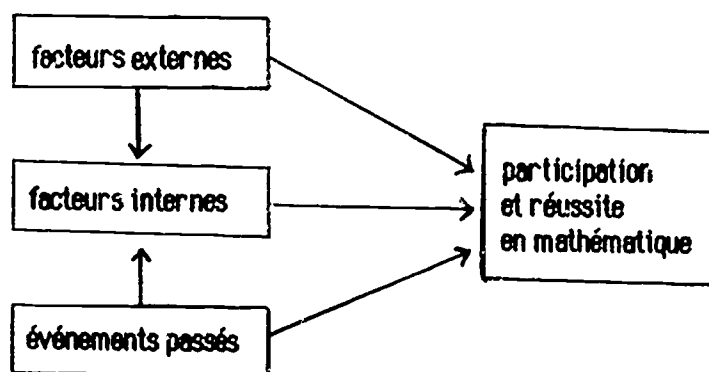 facteurs externes
facteurs internes
événements passés
participation
et réussite
en mathématique